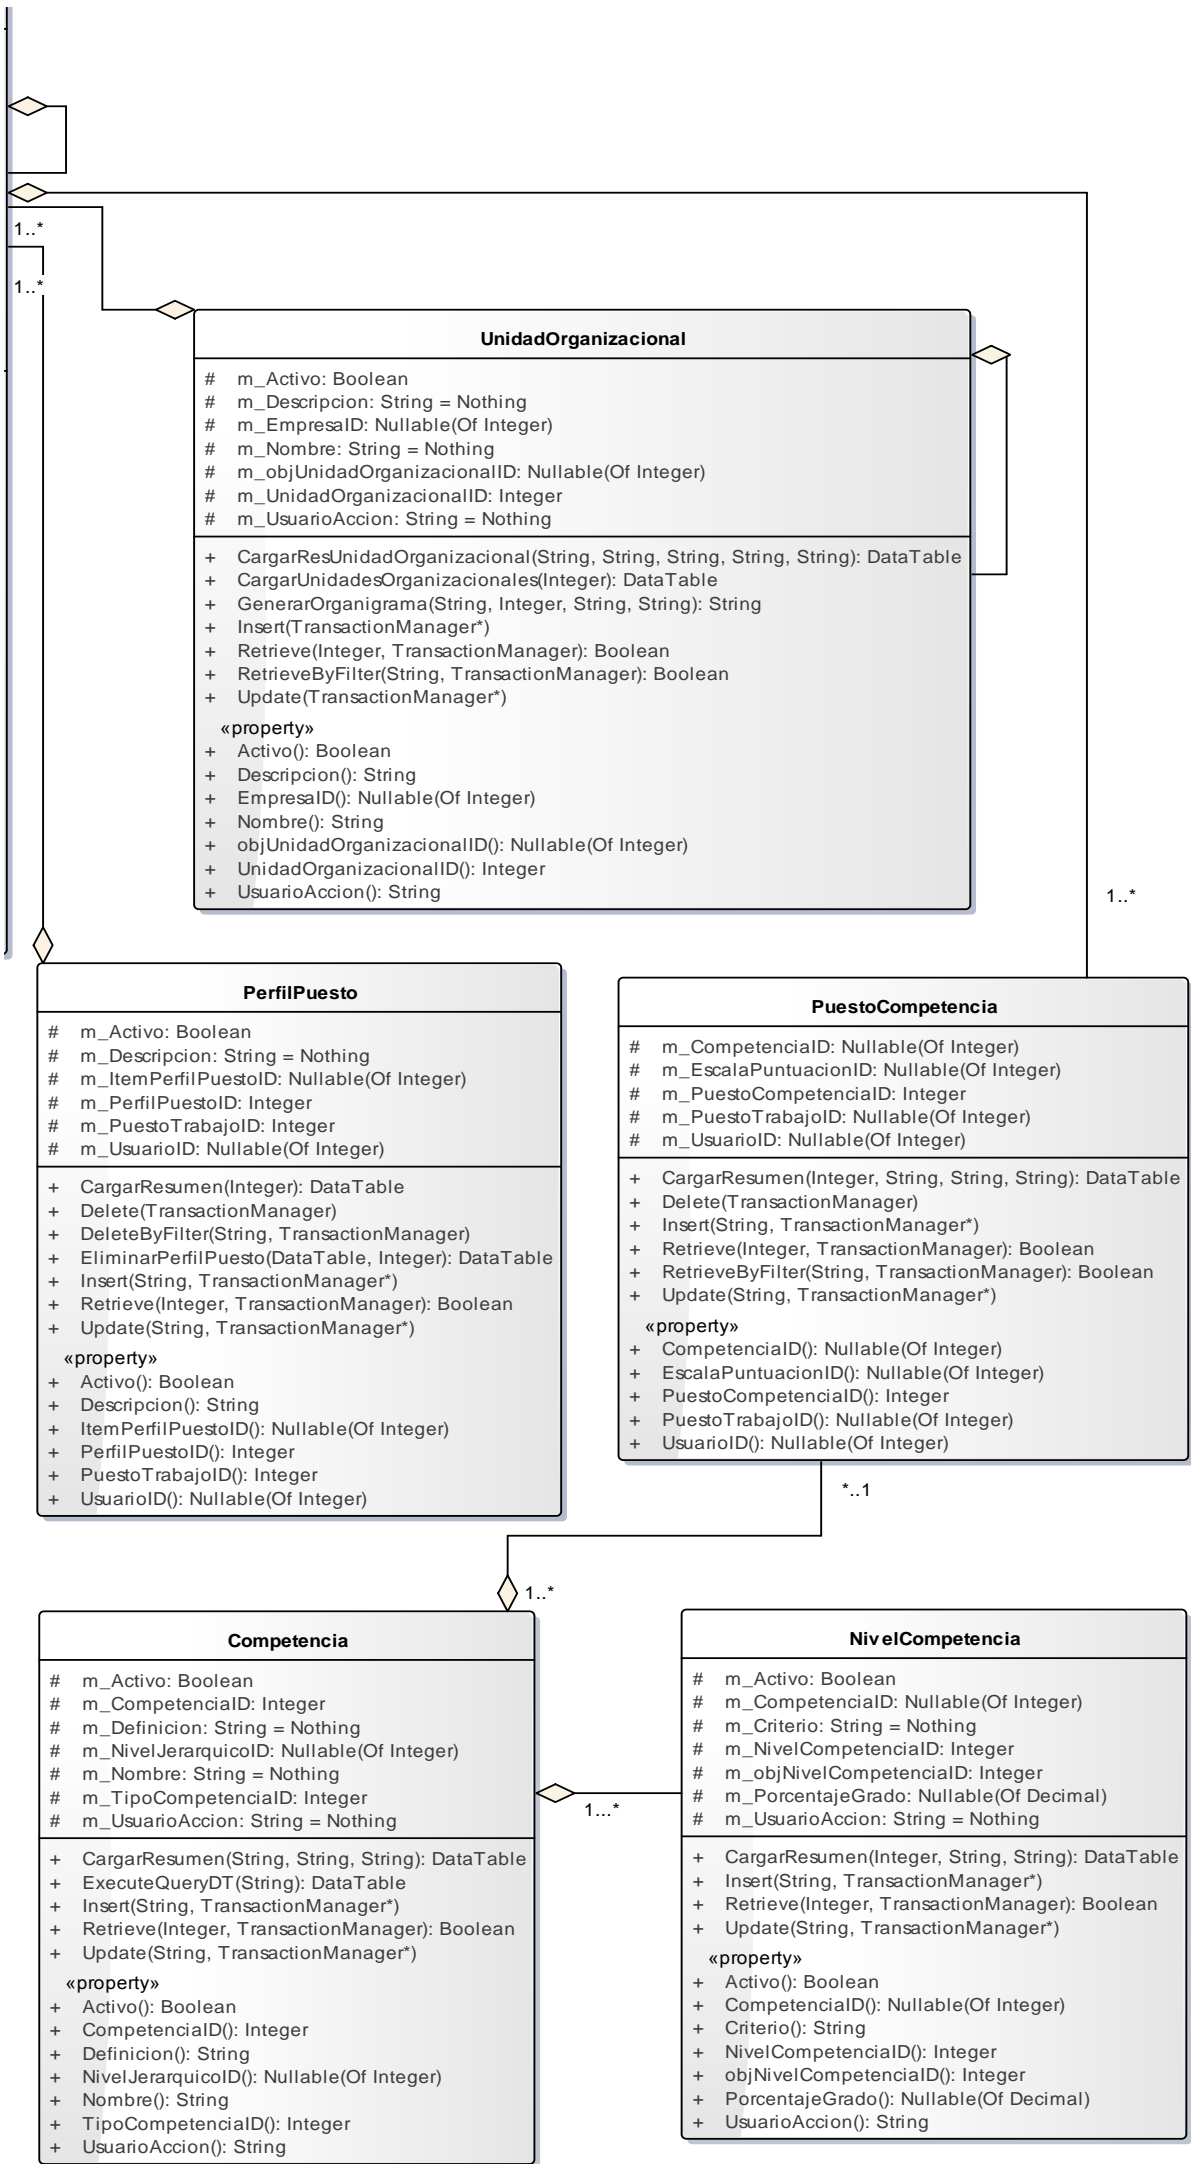 1..*
1..*
UnidadOrganizacional
# m_Activo: Boolean
# m_Descripcion: String = Nothing
# m_EmpresaID: Nullable(Of Integer)
# m_Nombre: String = Nothing
# m_objUnidadOrganizacionalID: Nullable(Of Integer)
# m_UnidadOrganizacionalID: Integer
# m_UsuarioAccion: String = Nothing
+ CargarResUnidadOrganizacional(String, String, String, String, String): DataTable
+ CargarUnidadesOrganizacionales(Integer): DataTable
+ GenerarOrganigrama(String, Integer, String, String): String
+ Insert(TransactionManager*)
+ Retrieve(Integer, TransactionManager): Boolean
+ RetrieveByFilter(String, TransactionManager): Boolean
+ Update(TransactionManager*)
«property»
+ Activo(): Boolean
+ Descripcion(): String
+ EmpresaID(): Nullable(Of Integer)
+ Nombre(): String
+ objUnidadOrganizacionalID(): Nullable(Of Integer)
+ UnidadOrganizacionalID(): Integer
+ UsuarioAccion(): String
1..*
PerfilPuesto
# m_Activo: Boolean
# m_Descripcion: String = Nothing
# m_ItemPerfilPuestoID: Nullable(Of Integer)
# m_PerfilPuestoID: Integer
# m_PuestoTrabajoID: Integer
# m_UsuarioID: Nullable(Of Integer)
+ CargarResumen(Integer): DataTable
+ Delete(TransactionManager)
+ DeleteByFilter(String, TransactionManager)
+ EliminarPerfilPuesto(DataTable, Integer): DataTable
+ Insert(String, TransactionManager*)
+ Retrieve(Integer, TransactionManager): Boolean
+ Update(String, TransactionManager*)
«property»
+ Activo(): Boolean
+ Descripcion(): String
+ ItemPerfilPuestoID(): Nullable(Of Integer)
+ PerfilPuestoID(): Integer
+ PuestoTrabajoID(): Integer
+ UsuarioID(): Nullable(Of Integer)
PuestoCompetencia
# m_CompetenciaID: Nullable(Of Integer)
# m_EscalaPuntuacionID: Nullable(Of Integer)
# m_PuestoCompetenciaID: Integer
# m_PuestoTrabajoID: Nullable(Of Integer)
# m_UsuarioID: Nullable(Of Integer)
+ CargarResumen(Integer, String, String, String): DataTable
+ Delete(TransactionManager)
+ Insert(String, TransactionManager*)
+ Retrieve(Integer, TransactionManager): Boolean
+ RetrieveByFilter(String, TransactionManager): Boolean
+ Update(String, TransactionManager*)
«property»
+ CompetenciaID(): Nullable(Of Integer)
+ EscalaPuntuacionID(): Nullable(Of Integer)
+ PuestoCompetenciaID(): Integer
+ PuestoTrabajoID(): Nullable(Of Integer)
+ UsuarioID(): Nullable(Of Integer)
*..1
1..*
Competencia
# m_Activo: Boolean
# m_CompetenciaID: Integer
# m_Definicion: String = Nothing
# m_NivelJerarquicoID: Nullable(Of Integer)
# m_Nombre: String = Nothing
# m_TipoCompetenciaID: Integer
# m_UsuarioAccion: String = Nothing
+ CargarResumen(String, String, String): DataTable
+ ExecuteQueryDT(String): DataTable
+ Insert(String, TransactionManager*)
+ Retrieve(Integer, TransactionManager): Boolean
+ Update(String, TransactionManager*)
«property»
+ Activo(): Boolean
+ CompetenciaID(): Integer
+ Definicion(): String
+ NivelJerarquicoID(): Nullable(Of Integer)
+ Nombre(): String
+ TipoCompetenciaID(): Integer
+ UsuarioAccion(): String
1...*
NivelCompetencia
# m_Activo: Boolean
# m_CompetenciaID: Nullable(Of Integer)
# m_Criterio: String = Nothing
# m_NivelCompetenciaID: Integer
# m_objNivelCompetenciaID: Integer
# m_PorcentajeGrado: Nullable(Of Decimal)
# m_UsuarioAccion: String = Nothing
+ CargarResumen(Integer, String, String): DataTable
+ Insert(String, TransactionManager*)
+ Retrieve(Integer, TransactionManager): Boolean
+ Update(String, TransactionManager*)
«property»
+ Activo(): Boolean
+ CompetenciaID(): Nullable(Of Integer)
+ Criterio(): String
+ NivelCompetenciaID(): Integer
+ objNivelCompetenciaID(): Integer
+ PorcentajeGrado(): Nullable(Of Decimal)
+ UsuarioAccion(): String